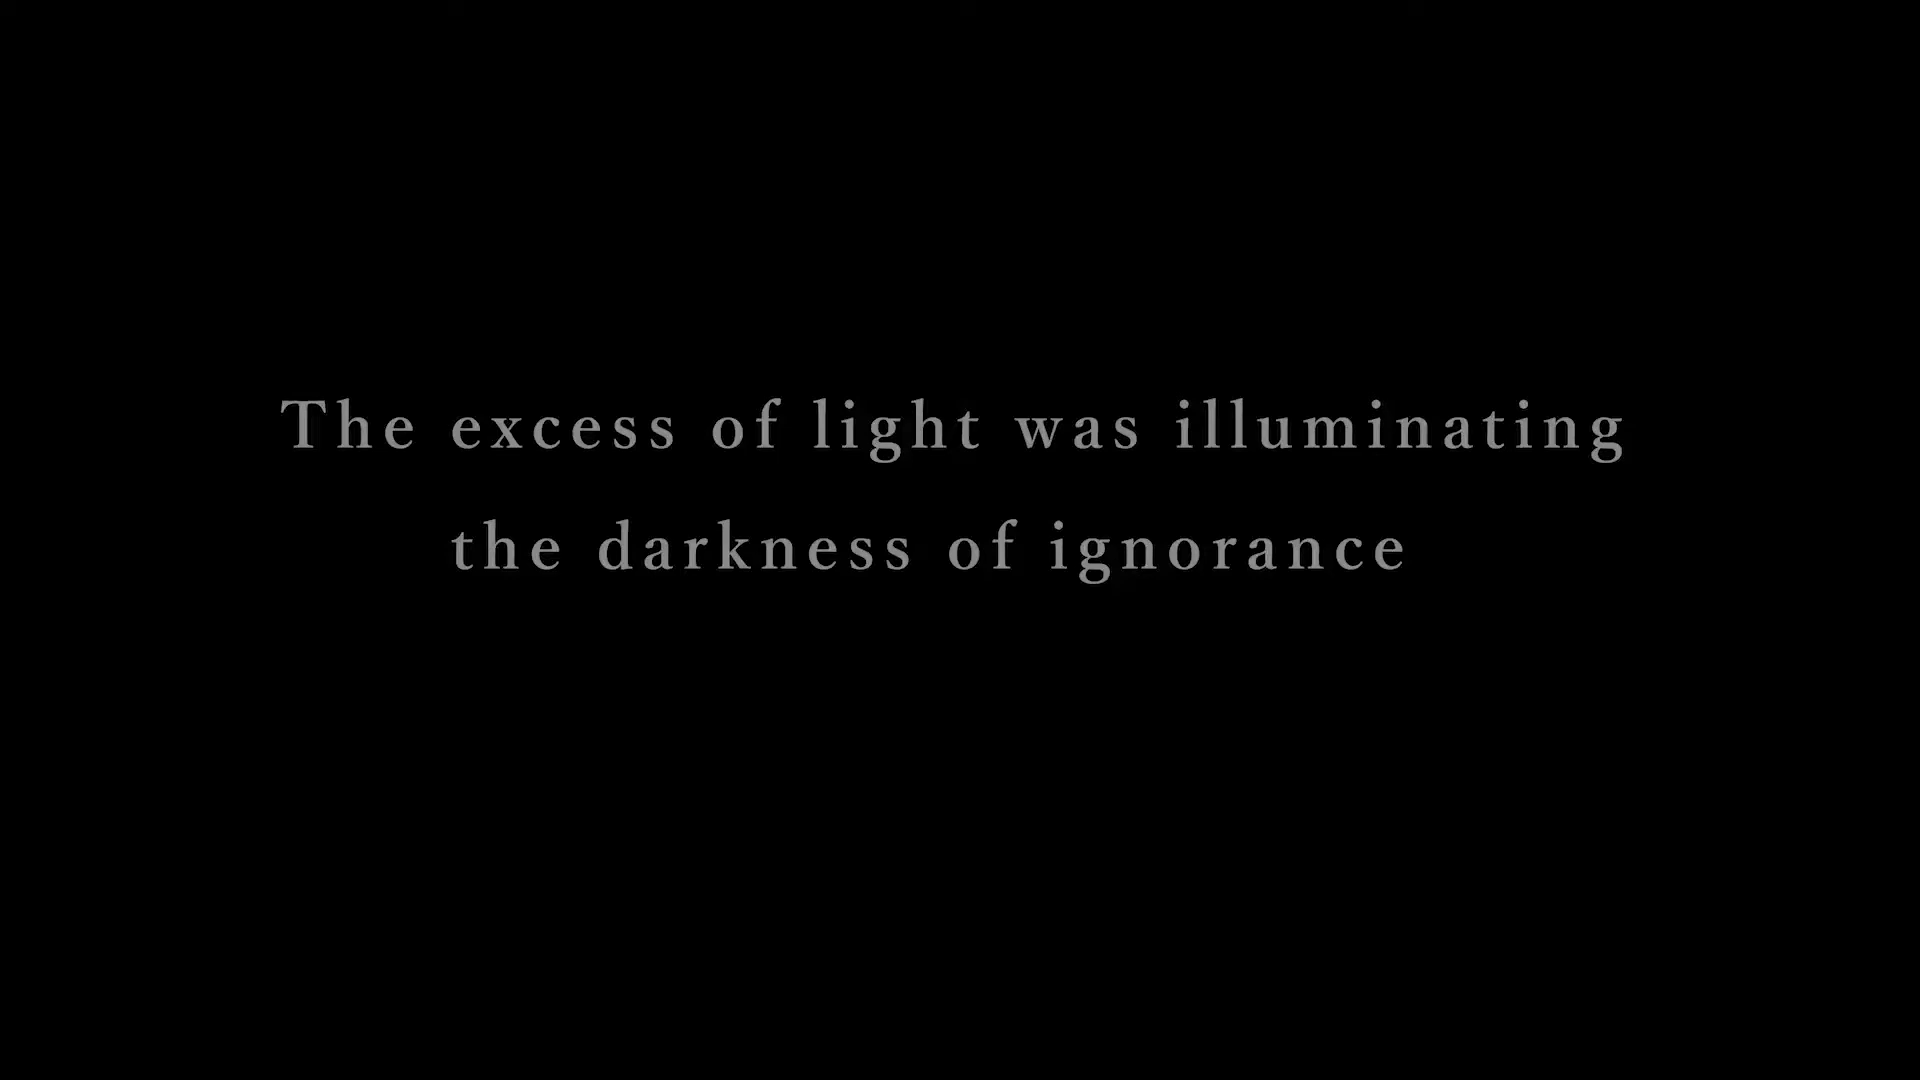 The excess of light was illuminating
the darkness of ignorance